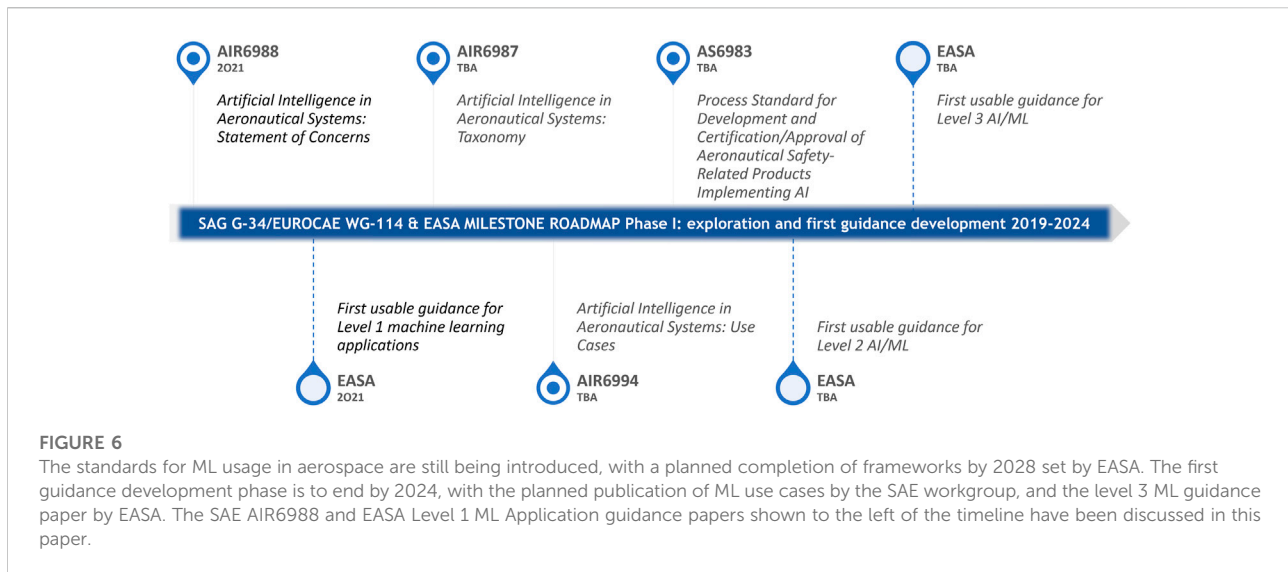 AIR6988
2021
Artificial Intelligence in
Aeronautical Systems:
Statement of Concerns
AIR6987
TBA
Artificial Intelligence in
Aeronautical Systems:
Taxonomy
AS6983
TBA
Process Standard for
Development and
Certification/Approval of
Aeronautical Safety-
Related Products
Implementing AI
EASA
TBA
First usable guidance for
Level 3 AI/ML
SAG G-34/EUROCAE WG-114 & EASA MILESTONE ROADMAP Phase I: exploration and first guidance development 2019-2024
First usable guidance for
Level 1 machine learning
applications
EASA
2021
Artificial Intelligence in
Aeronautical Systems: Use
Cases
AIR6994
TBA
First usable guidance for
Level 2 AI/ML
EASA
TBA
FIGURE 6
The standards for ML usage in aerospace are still being introduced, with a planned completion of frameworks by 2028 set by EASA. The first
guidance development phase is to end by 2024, with the planned publication of ML use cases by the SAE workgroup, and the level 3 ML guidance
paper by EASA. The SAE AIR6988 and EASA Level 1 ML Application guidance papers shown to the left of the timeline have been discussed in this
paper.